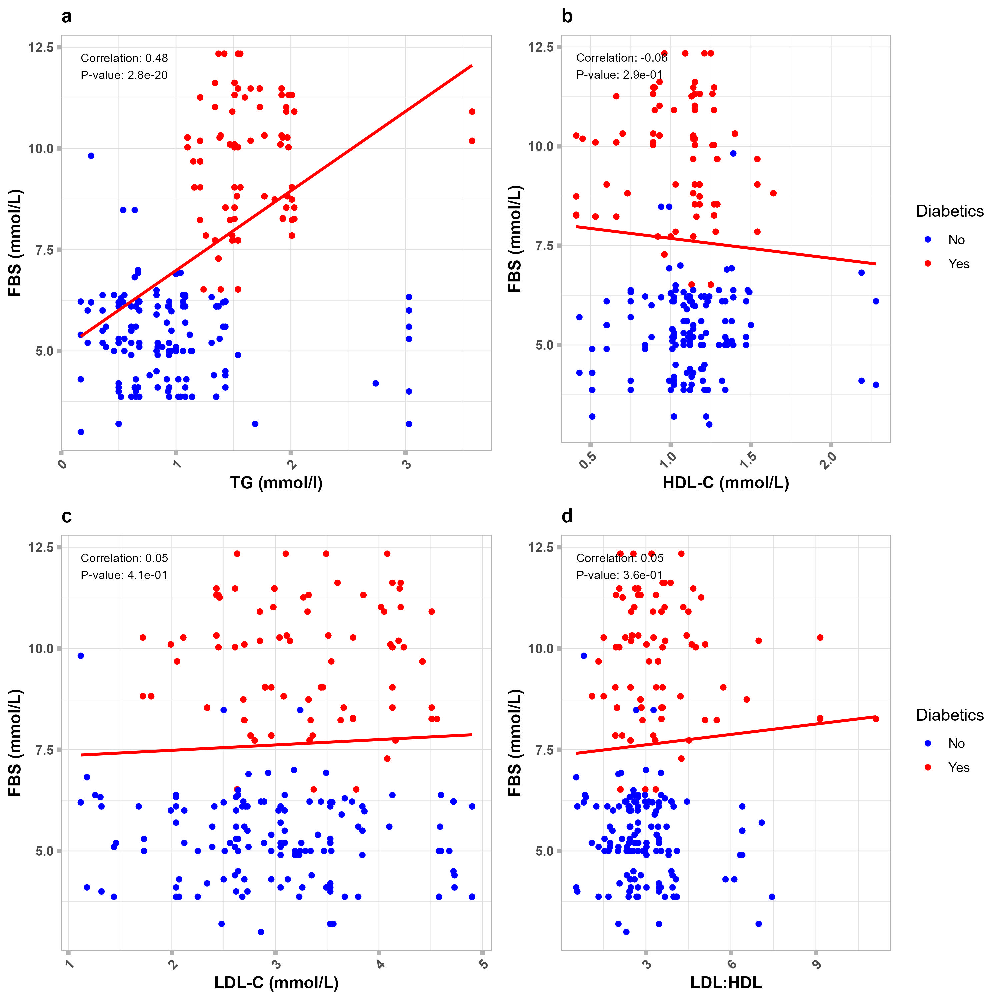 a
Correlation: 0.48
P-value: 2.8e-20
12.5
10.0
7.5
5.0
FBS (mmol/L)
0 1 2 3
TG (mmol/l)
b
Correlation: -0.06
P-value: 2.9e-01
12.5
10.0
7.5
5.0
FBS (mmol/L)
0.5 1.0 1.5 2.0
HDL-C (mmol/L)
Diabetics
No
Yes
c
Correlation: 0.05
P-value: 4.1e-01
12.5
10.0
7.5
5.0
FBS (mmol/L)
1 2 3 4 5
LDL-C (mmol/L)
d
Correlation: 0.05
P-value: 3.6e-01
12.5
10.0
7.5
5.0
FBS (mmol/L)
3 6 9
LDL:HDL
Diabetics
No
Yes